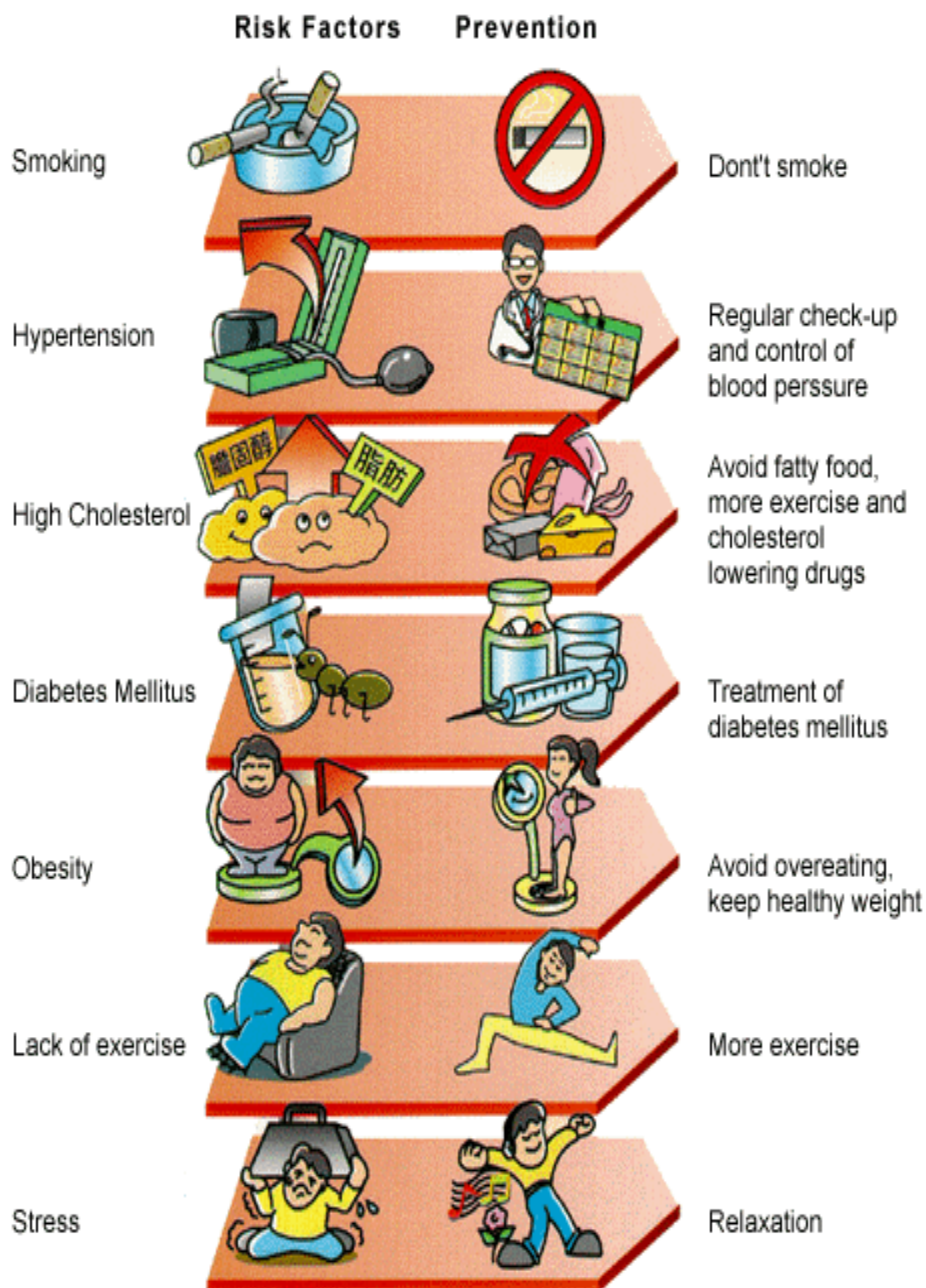 Risk Factors Prevention
Smoking
Dont't smoke
Hypertension
Regular check-up
and control of
blood perssure
膽固醇
脂肪
High Cholesterol
Avoid fatty food,
more exercise and
cholesterol
lowering drugs
Diabetes Mellitus
Treatment of
diabetes mellitus
Obesity
Avoid overeating,
keep healthy weight
Lack of exercise
More exercise
Stress
Relaxation